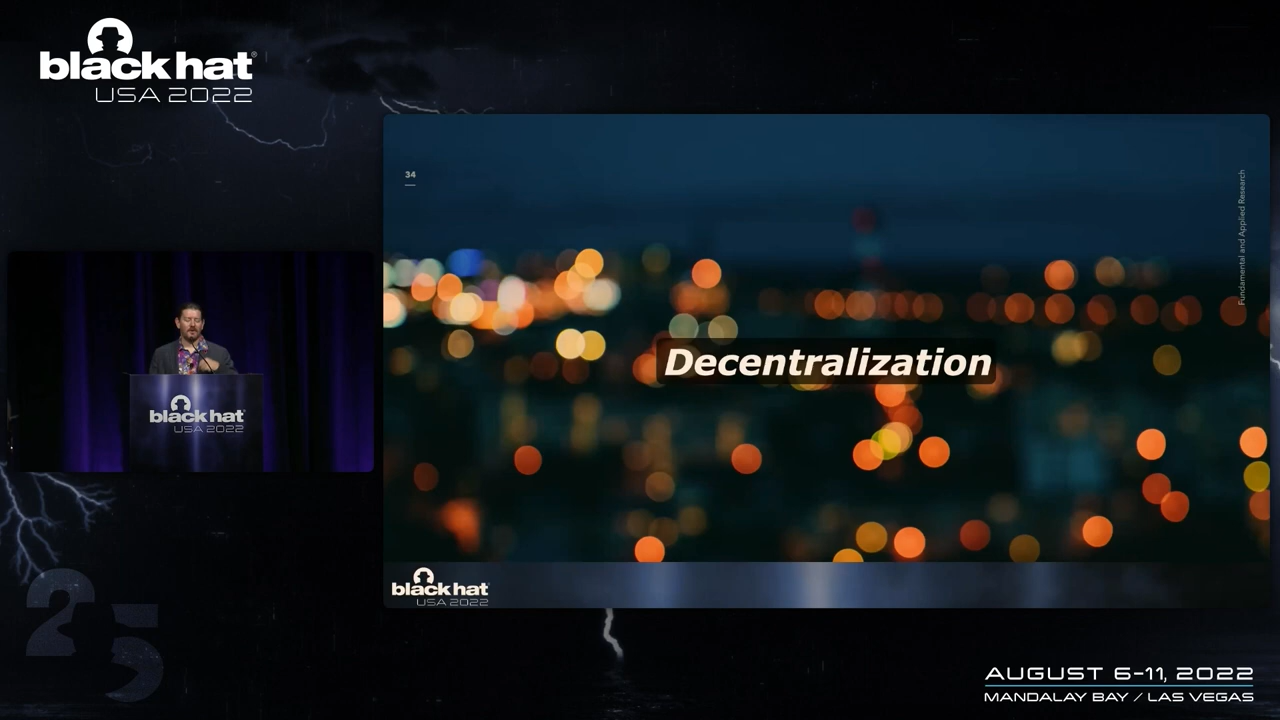 black hat®
USA 2022
34
Fundamental and Applied Research
Decentralization
black hat
USA 2022
black hat
USA 2022
25
AUGUST 6-11, 2022
MANDALAY BAY / LAS VEGAS